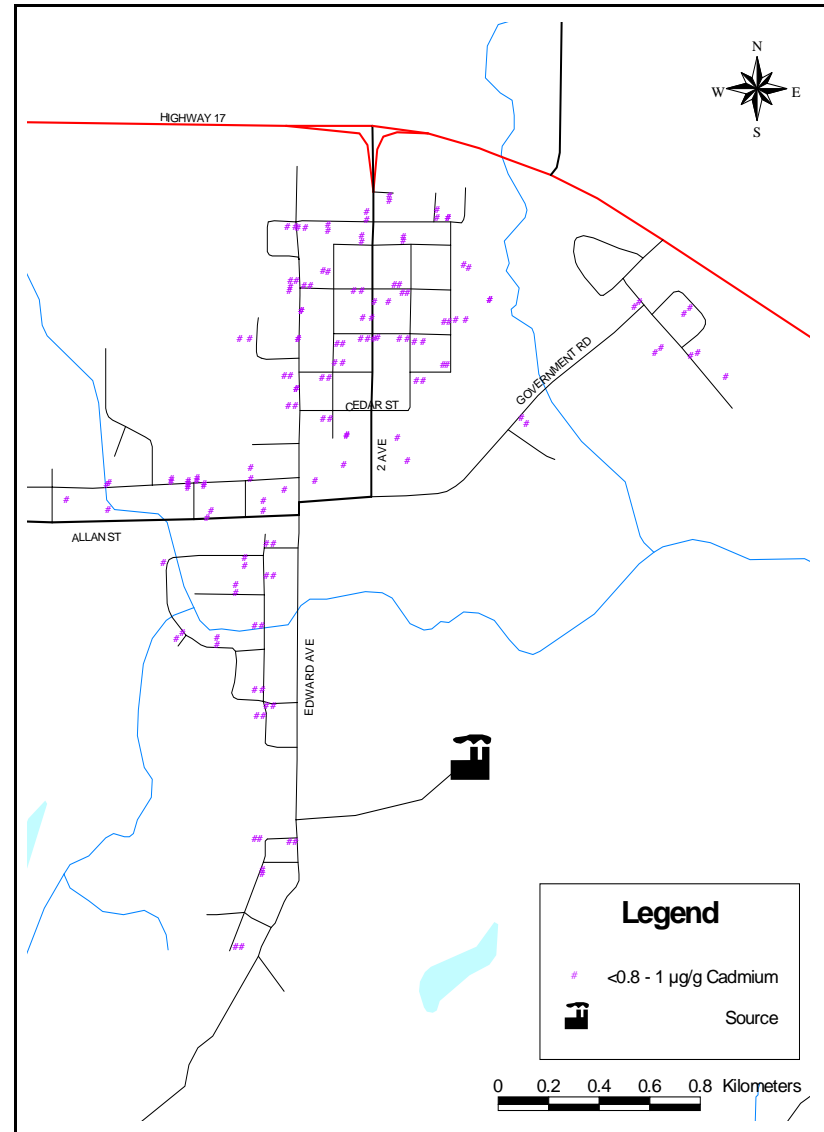 N
W E
S
HIGHWAY 17
GOVERNMENT RD
CEDAR ST
2 AVE
ALLAN ST
EDWARD AVE
Legend
# <0.8 - 1 µg/g Cadmium
Source
0 0.2 0.4 0.6 0.8 Kilometers